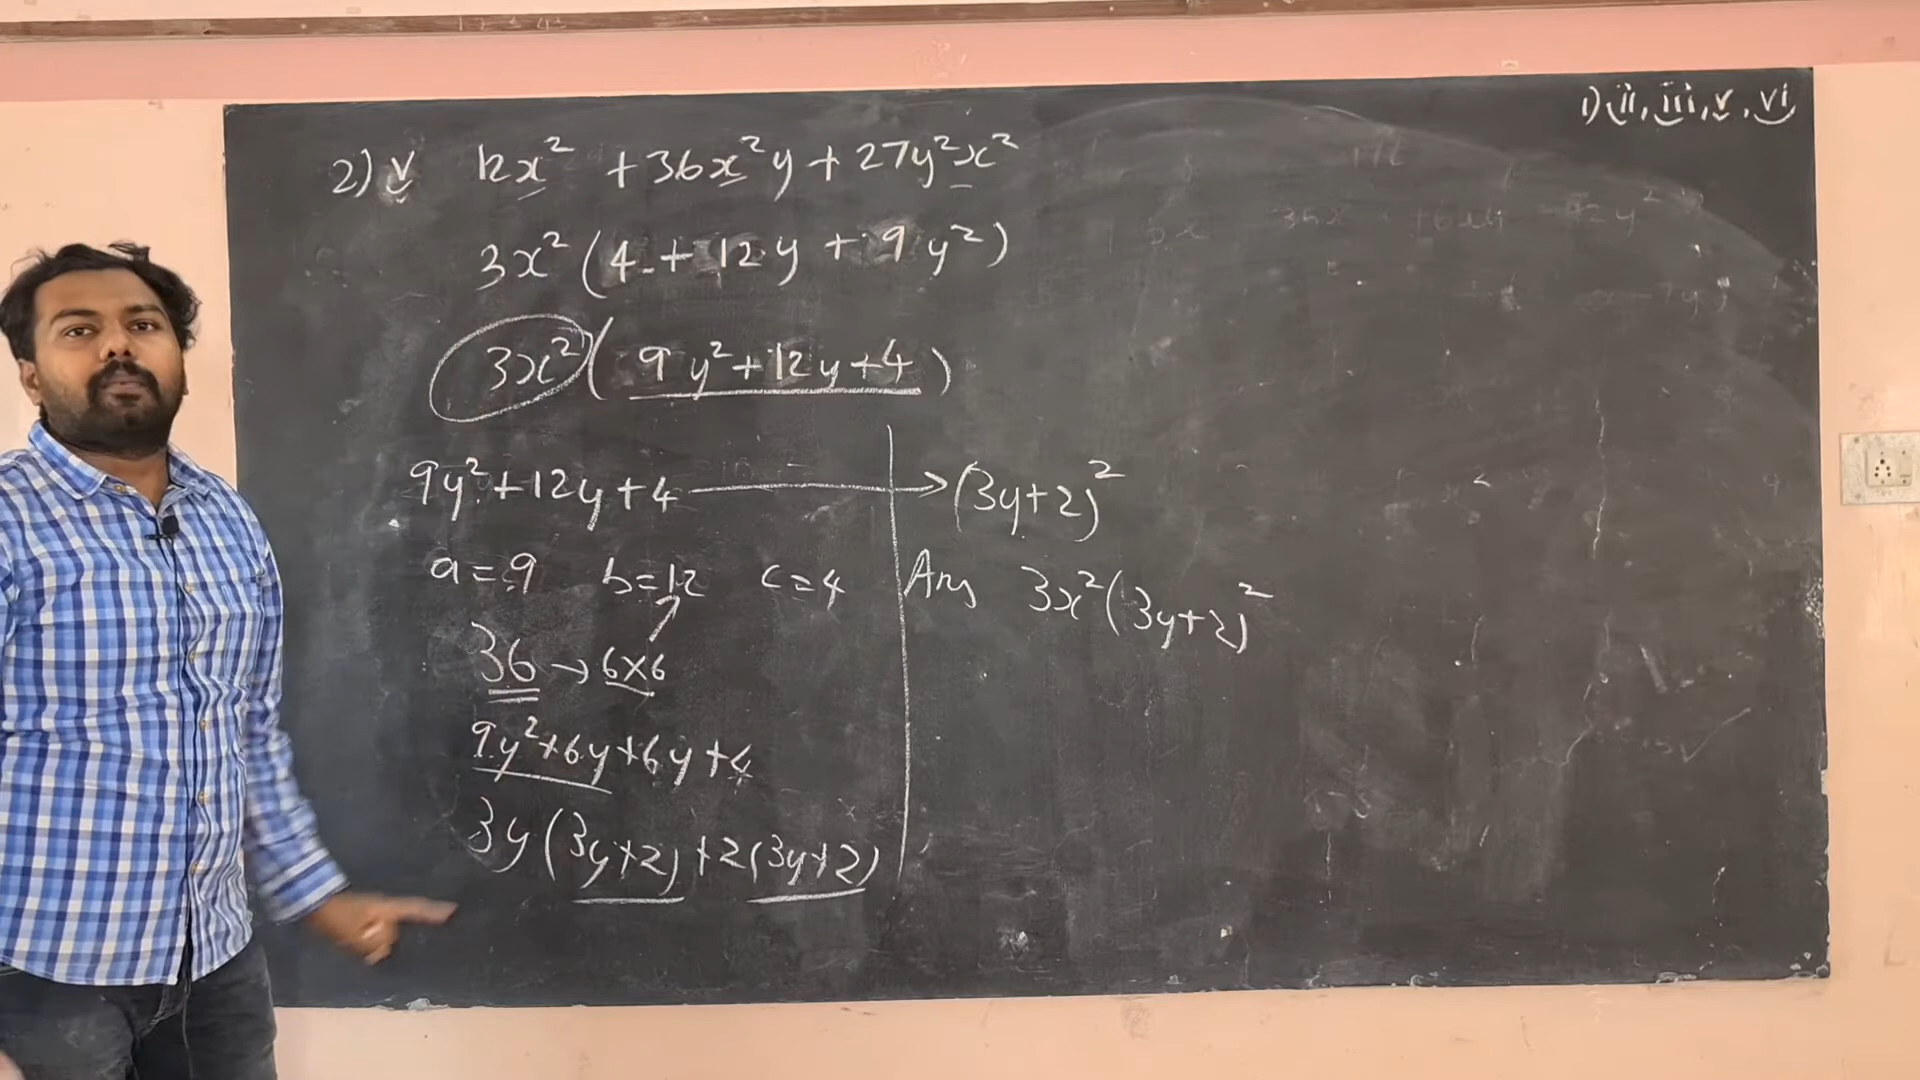 1) ii, iii, v, vi
2) v 12x² + 36x²y + 27y²x²
3x² (4 + 12y + 9y²)
3x² (9y² + 12y + 4)
9y² + 12y + 4 → (3y+2)²
a = 9 b = 12 c = 4
Ans 3x² (3y+2)²
36 → 6×6
9y² + 6y + 6y + 4
3y (3y+2) + 2 (3y+2)